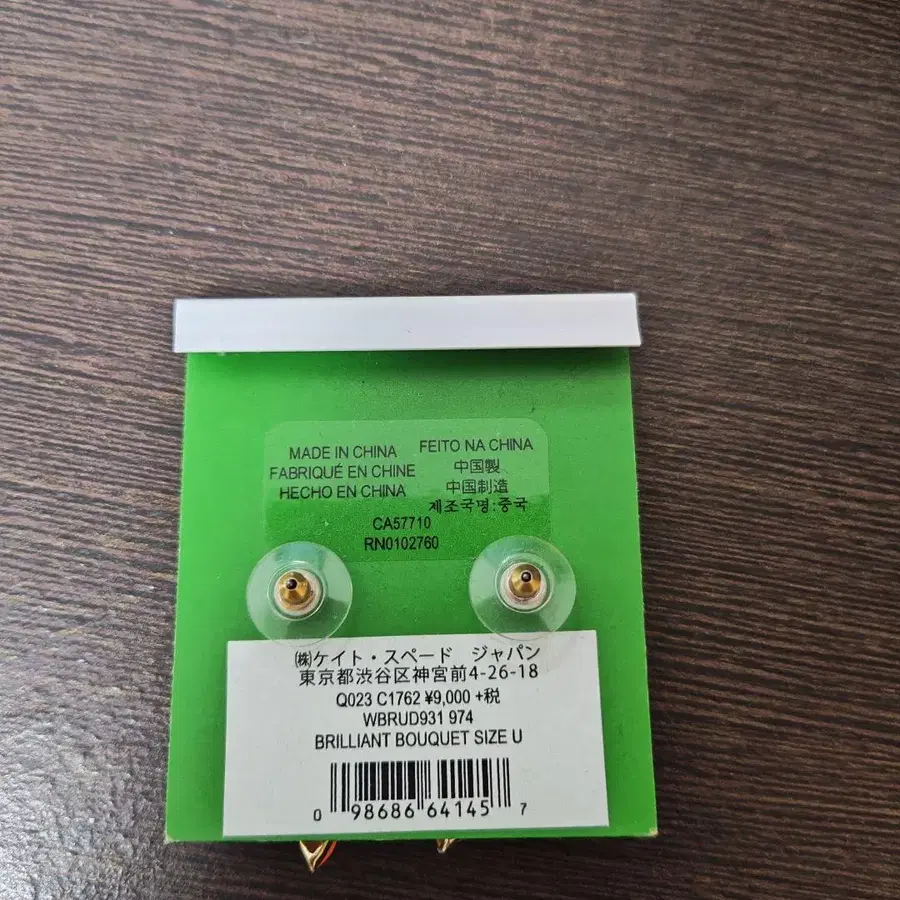 MADE IN CHINA
FABRIQUÉ EN CHINE
HECHO EN CHINA
FEITO NA CHINA
中国製
中国制造
제조국명:중국
CA57710
RN0102760
㈱ケイト・スペード ジャパン
東京都渋谷区神宮前4-26-18
Q023 C1762 ¥9,000 +税
WBRUD931 974
BRILLIANT BOUQUET SIZE U
0 98686 64145 7